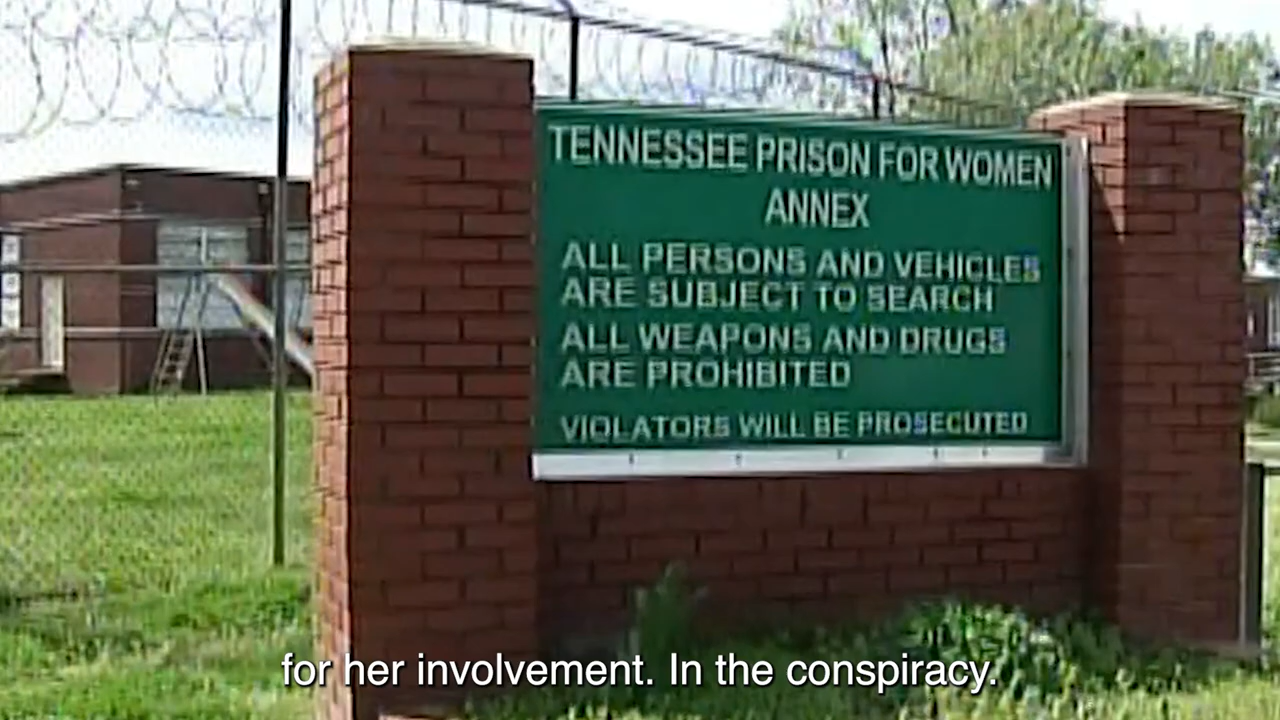 TENNESSEE PRISON FOR WOMEN
ANNEX
ALL PERSONS AND VEHICLES
ARE SUBJECT TO SEARCH
ALL WEAPONS AND DRUGS
ARE PROHIBITED
VIOLATORS WILL BE PROSECUTED
for her involvement. In the conspiracy.